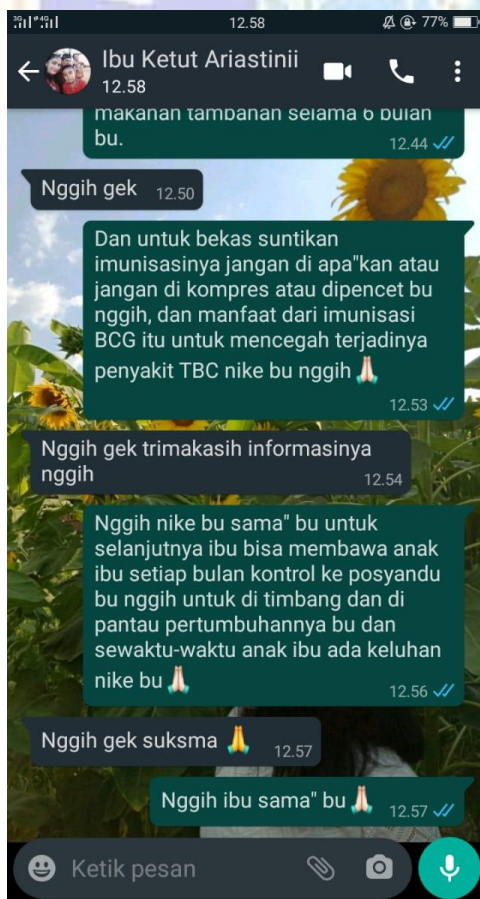 12.58
77%
Ibu Ketut Ariastinii
12.58
makanan tambahan selama 6 bulan
bu.
12.44
Nggih gek 12.50
Dan untuk bekas suntikan
imunisasinya jangan di apa"kan atau
jangan di kompres atau dipencet bu
nggih, dan manfaat dari imunisasi
BCG itu untuk mencegah terjadinya
penyakit TBC nike bu nggih 🙏🏻
12.53
Nggih gek trimakasih informasinya
nggih
12.54
Nggih nike bu sama" bu untuk
selanjutnya ibu bisa membawa anak
ibu setiap bulan kontrol ke posyandu
bu nggih untuk di timbang dan di
pantau pertumbuhannya bu dan
sewaktu-waktu anak ibu ada keluhan
nike bu 🙏🏻
12.56
Nggih gek suksma 🙏 12.57
Nggih ibu sama" bu 🙏🏻 12.57
Ketik pesan